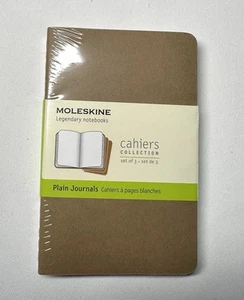 MOLESKINE
Legendary notebooks
cahiers
COLLECTION
set of 3 – set de 3
Plain Journals Cahiers à pages blanches